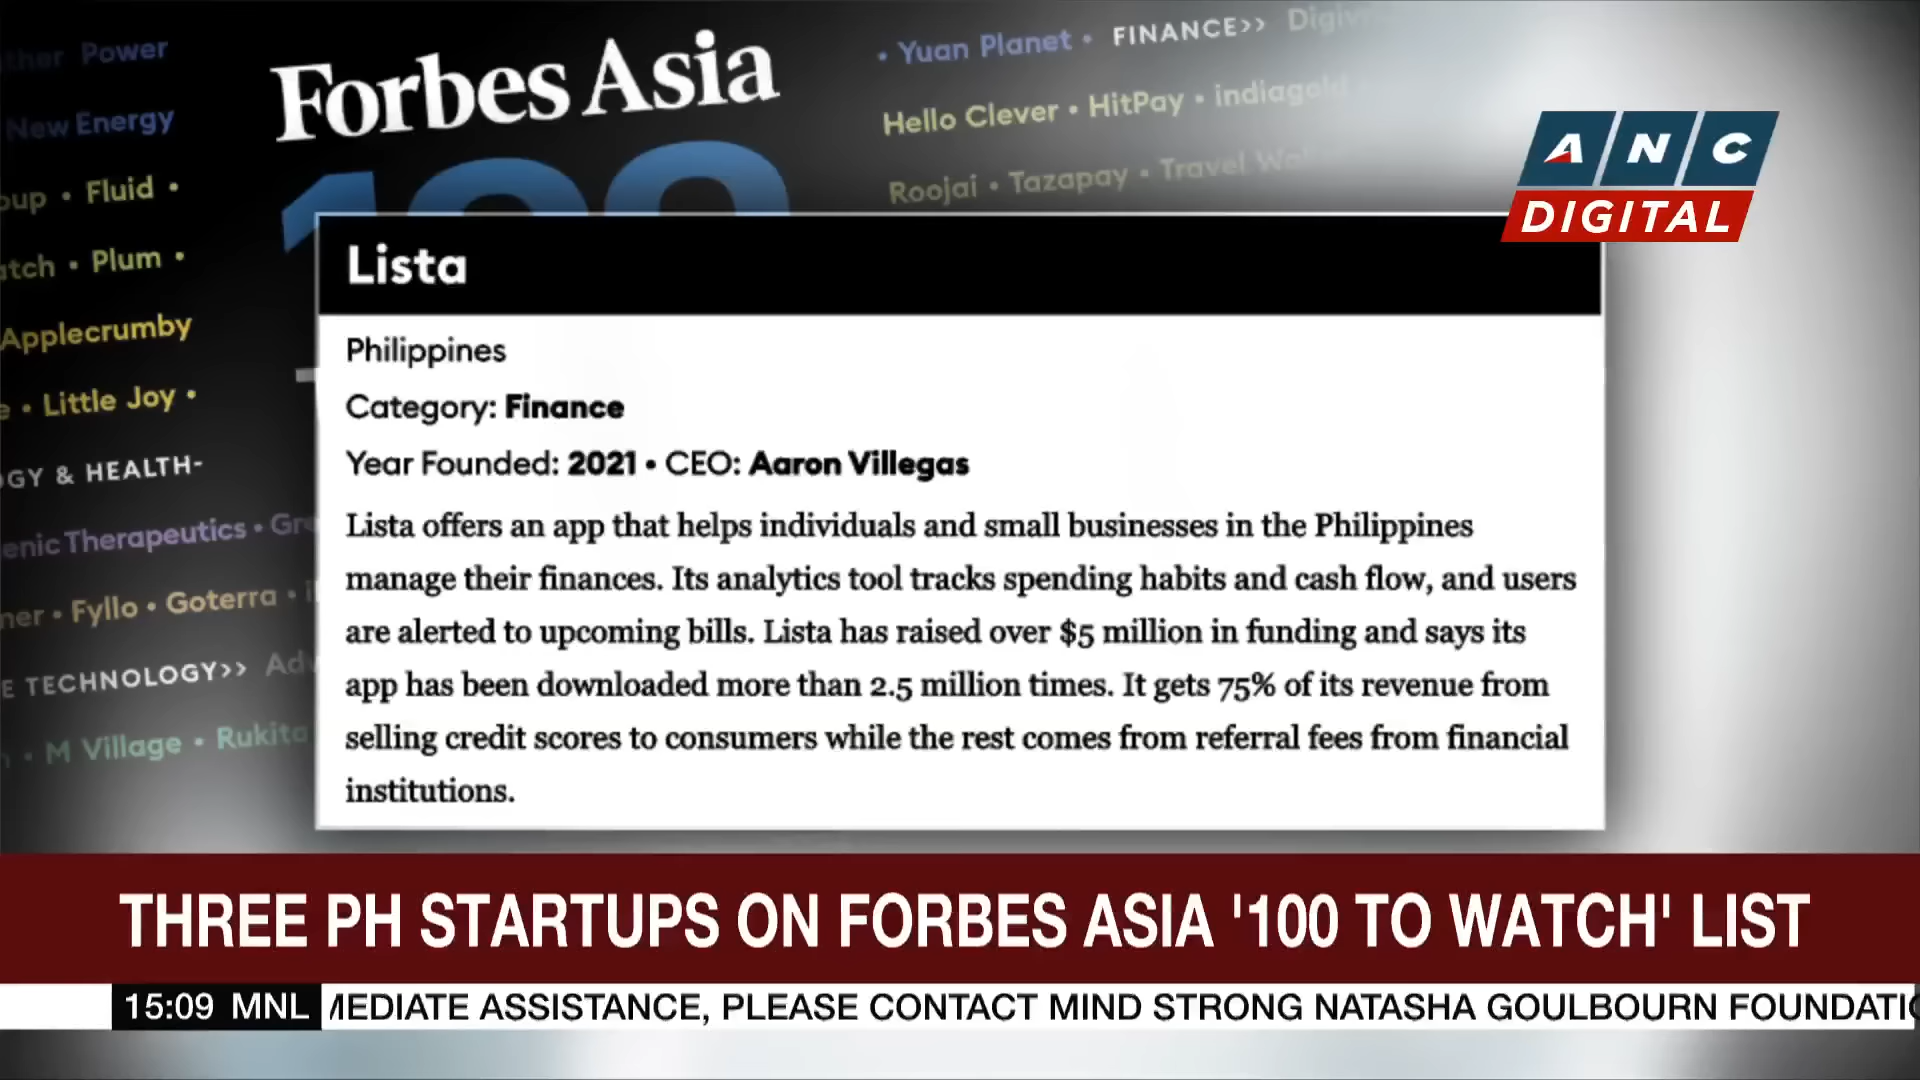 Power
New Energy
Fluid •
• Plum •
Applecrumby
• Little Joy •
& HEALTH-
Therapeutics •
• Fyllo • Goterra •
TECHNOLOGY>>
• M Village • Rukita
Forbes Asia
100
• Yuan Planet • FINANCE>>
Hello Clever • HitPay • indiagold
Roojai • Tazapay • Travel
ANC
DIGITAL
Lista
Philippines
Category: Finance
Year Founded: 2021 • CEO: Aaron Villegas
Lista offers an app that helps individuals and small businesses in the Philippines
manage their finances. Its analytics tool tracks spending habits and cash flow, and users
are alerted to upcoming bills. Lista has raised over $5 million in funding and says its
app has been downloaded more than 2.5 million times. It gets 75% of its revenue from
selling credit scores to consumers while the rest comes from referral fees from financial
institutions.
THREE PH STARTUPS ON FORBES ASIA '100 TO WATCH' LIST
15:09 MNL
ASSISTANCE, PLEASE CONTACT MIND STRONG NATASHA GOULBOURN